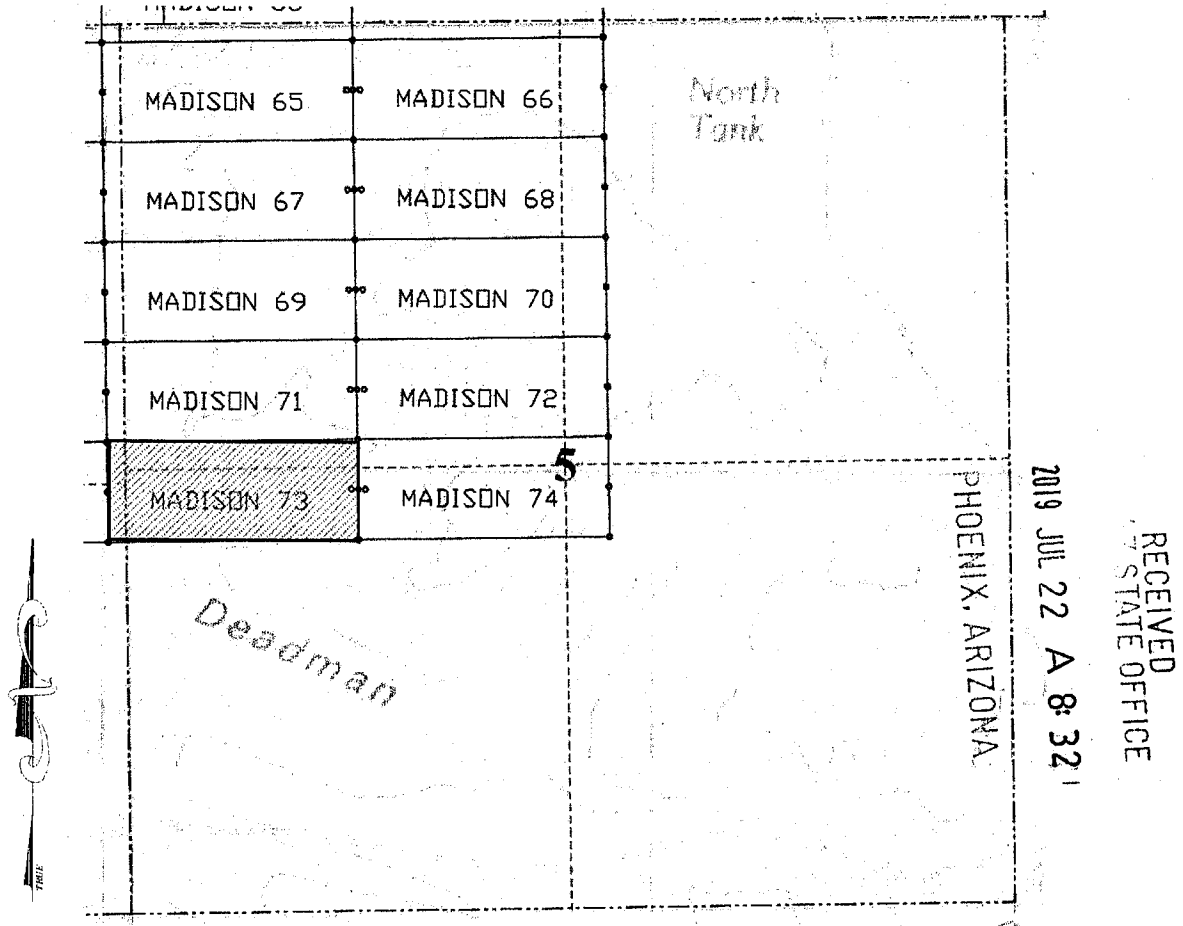 MADISON 65
MADISON 66
North
Tank
MADISON 67
MADISON 68
MADISON 69
MADISON 70
MADISON 71
MADISON 72
5
MADISON 73
MADISON 74
Deadman
RECEIVED
STATE OFFICE
2019 JUL 22 A 8:32
PHOENIX, ARIZONA
TRUE